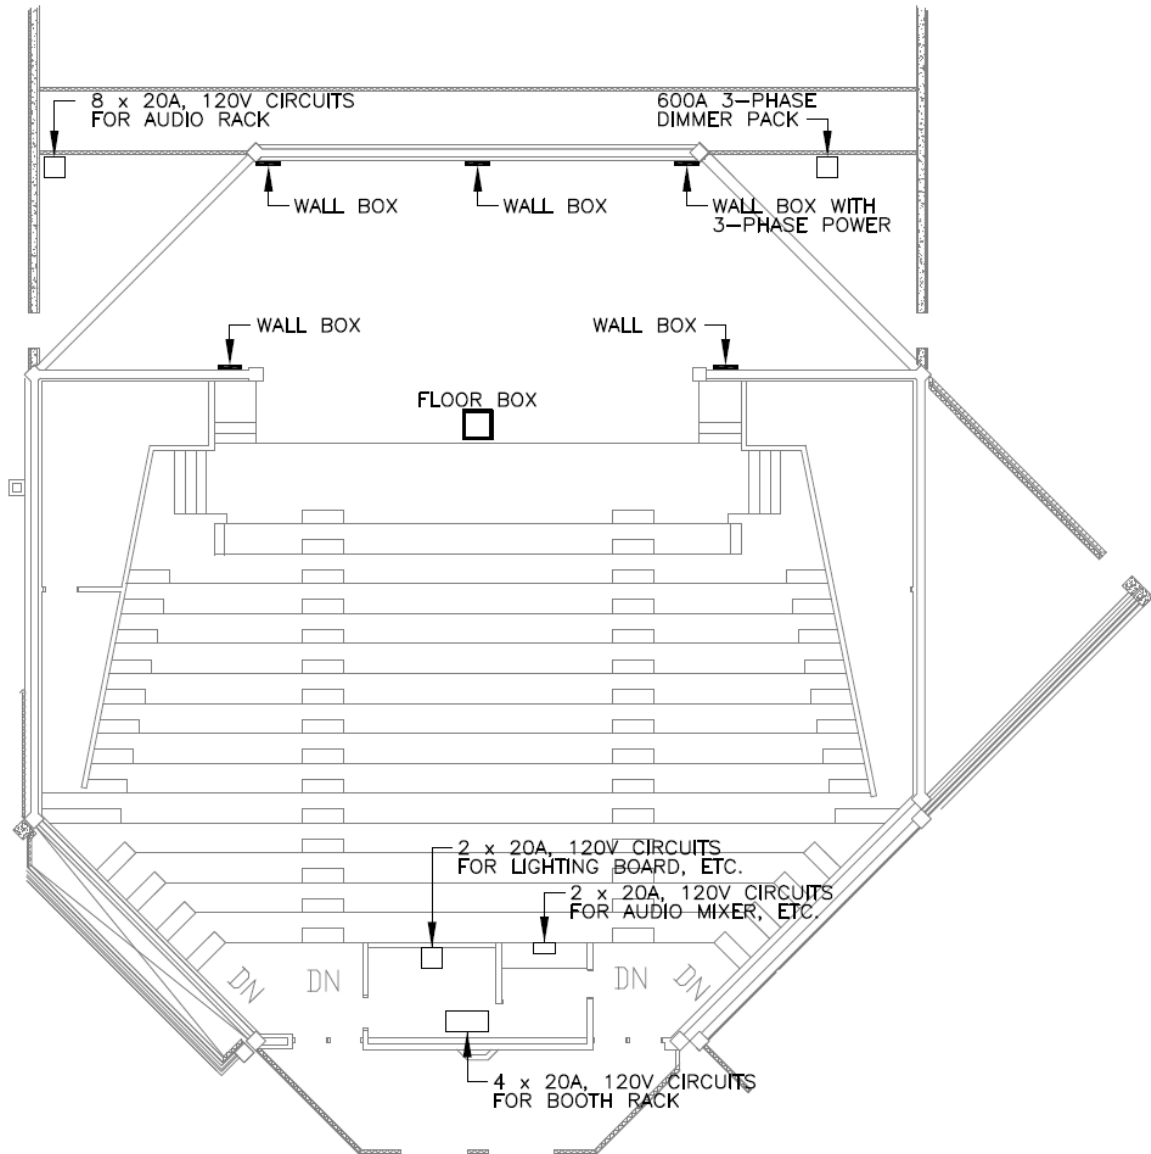 8 x 20A, 120V CIRCUITS
FOR AUDIO RACK
600A 3-PHASE
DIMMER PACK
WALL BOX
WALL BOX
WALL BOX WITH
3-PHASE POWER
WALL BOX
WALL BOX
FLOOR BOX
2 x 20A, 120V CIRCUITS
FOR LIGHTING BOARD, ETC.
2 x 20A, 120V CIRCUITS
FOR AUDIO MIXER, ETC.
DN
DN
DN
DN
4 x 20A, 120V CIRCUITS
FOR BOOTH RACK